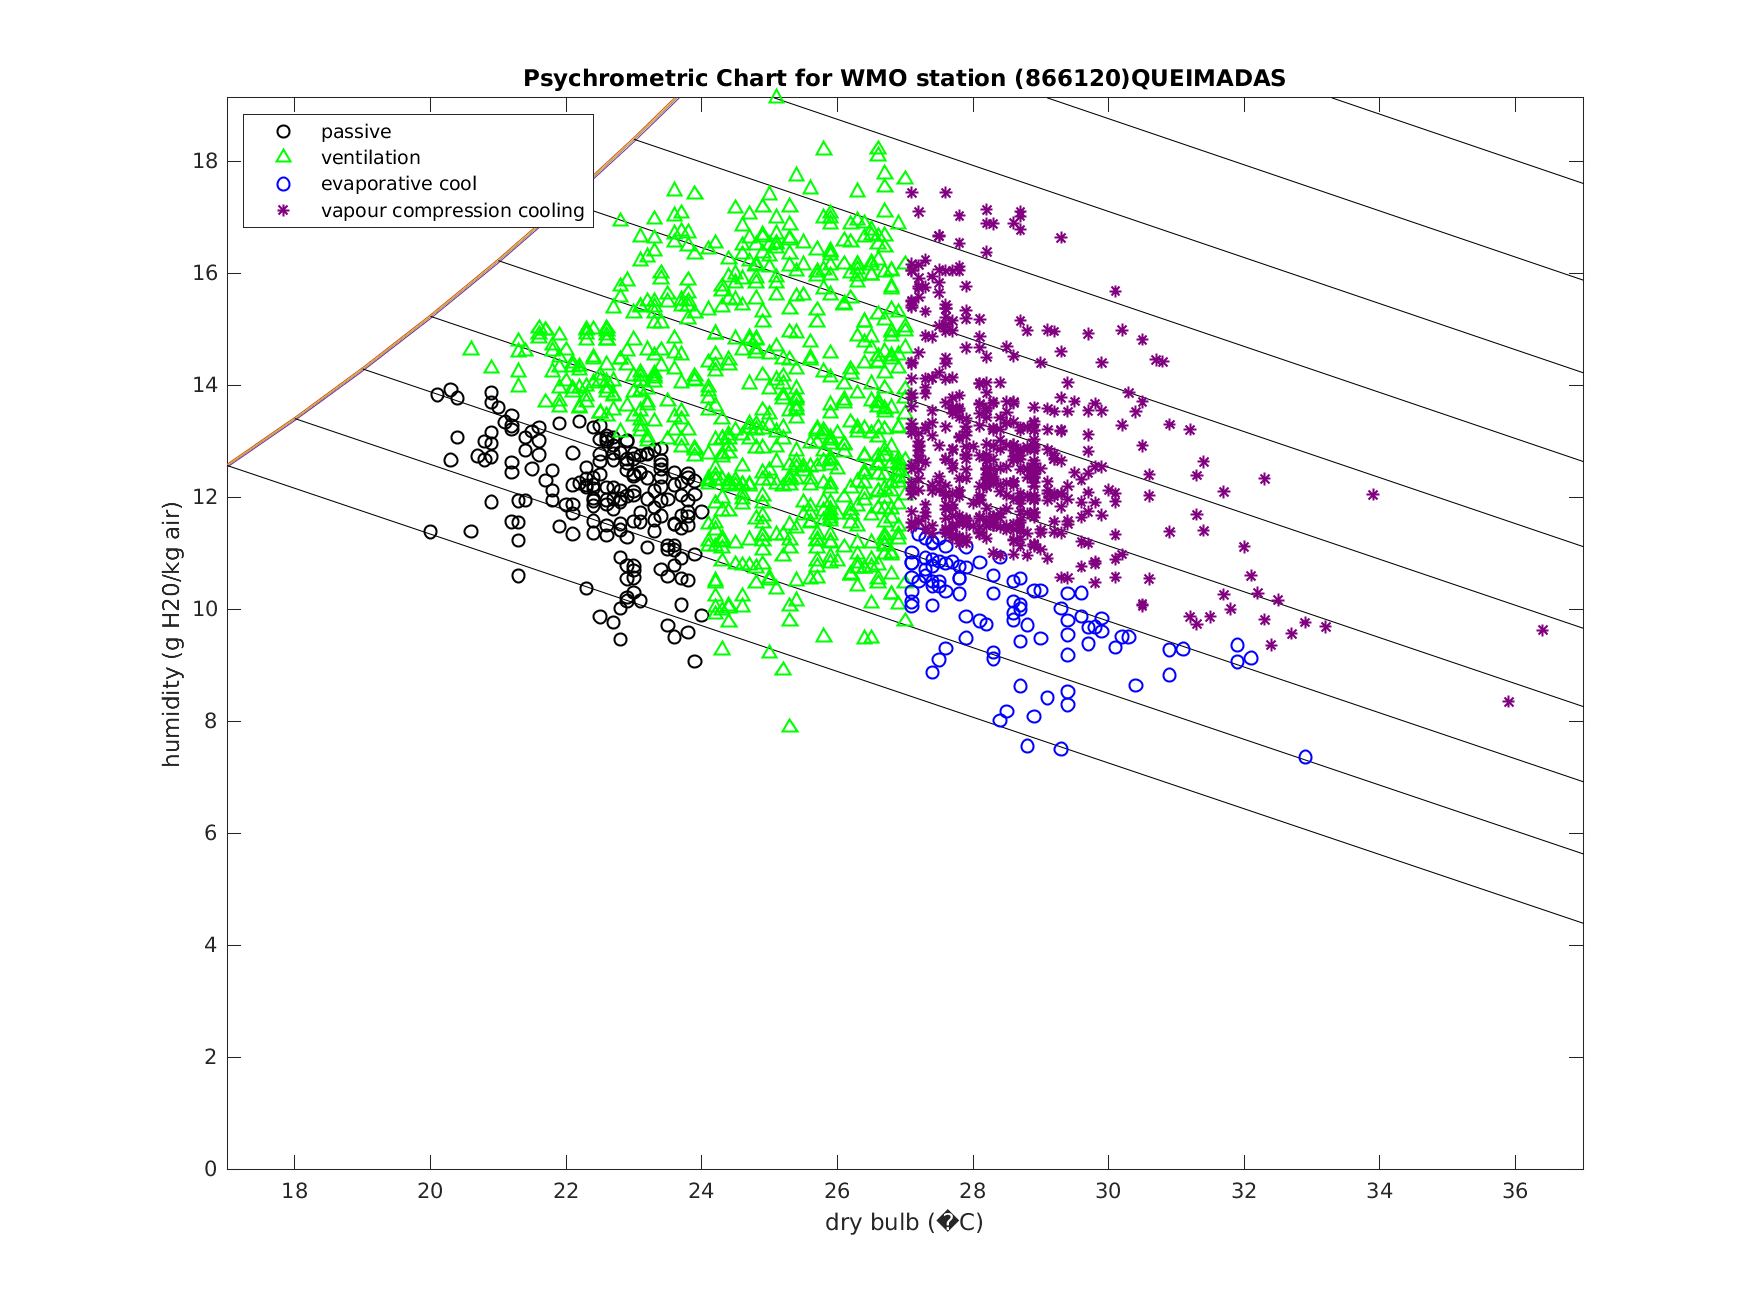 Psychrometric Chart for WMO station (866120)QUEIMADAS
passive
ventilation
evaporative cool
vapour compression cooling
humidity (g H20/kg air)
18
16
14
12
10
8
6
4
2
0
18 20 22 24 26 28 30 32 34 36
dry bulb (�C)